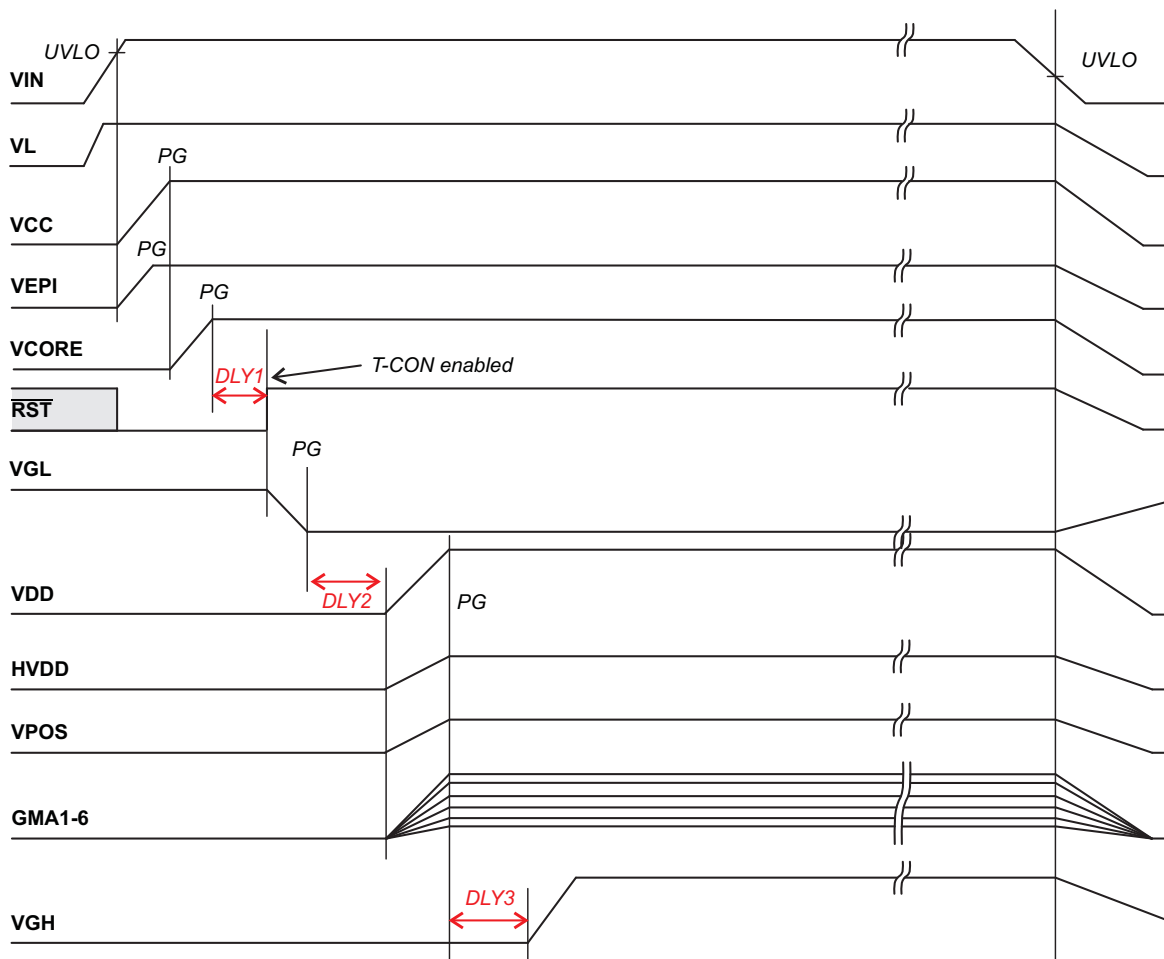 UVLO
VIN
UVLO
VL
PG
VCC
PG
VEPI
PG
VCORE
DLY1
T-CON enabled
RST
PG
VGL
VDD
DLY2
PG
HVDD
VPOS
GMA1-6
DLY3
VGH